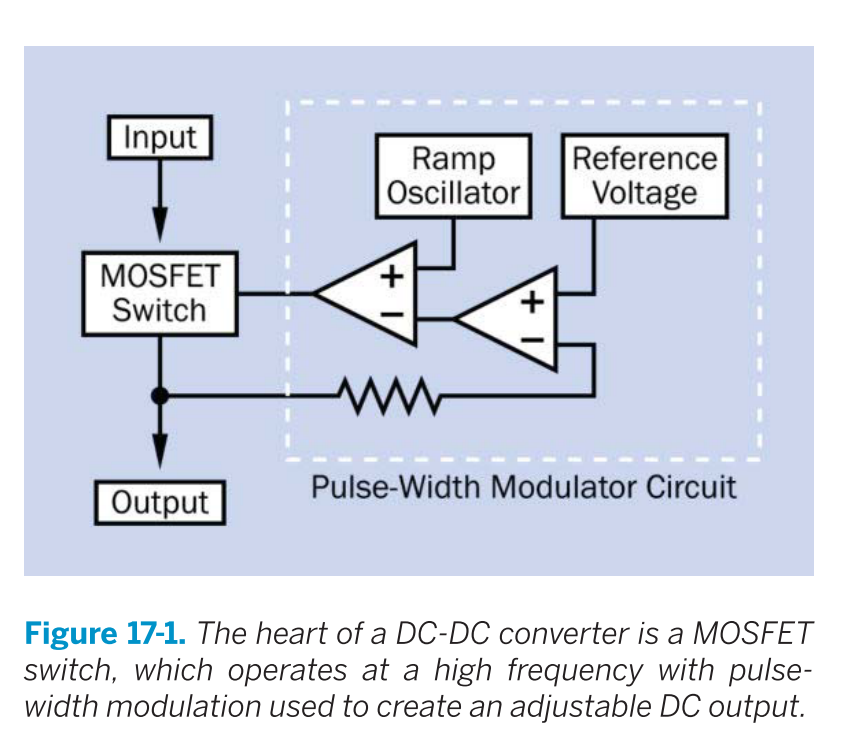 Input
Ramp
Oscillator
Reference
Voltage
MOSFET
Switch
+
−
+
−
Output
Pulse-Width Modulator Circuit
Figure 17-1. The heart of a DC-DC converter is a MOSFET
switch, which operates at a high frequency with pulse-
width modulation used to create an adjustable DC output.